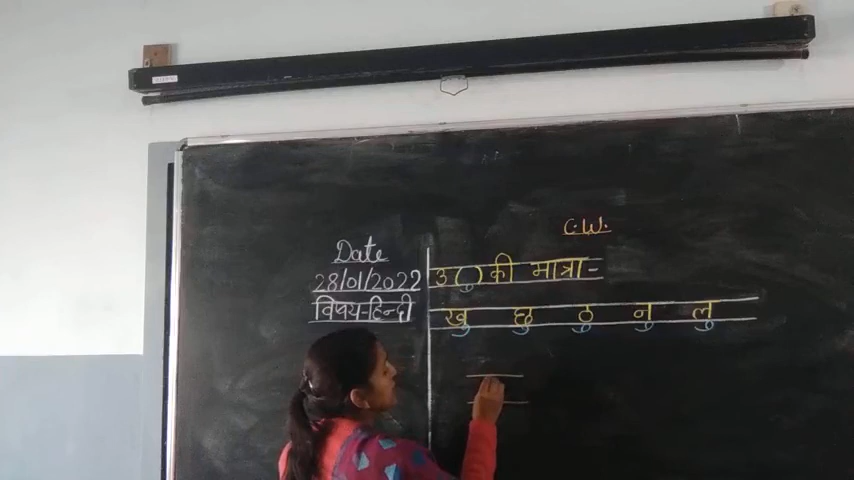 C.W.
Date
28/01/2022
विषय-हिन्दी
उ ( ु ) की मात्रा-
खु छु ठु नु लु